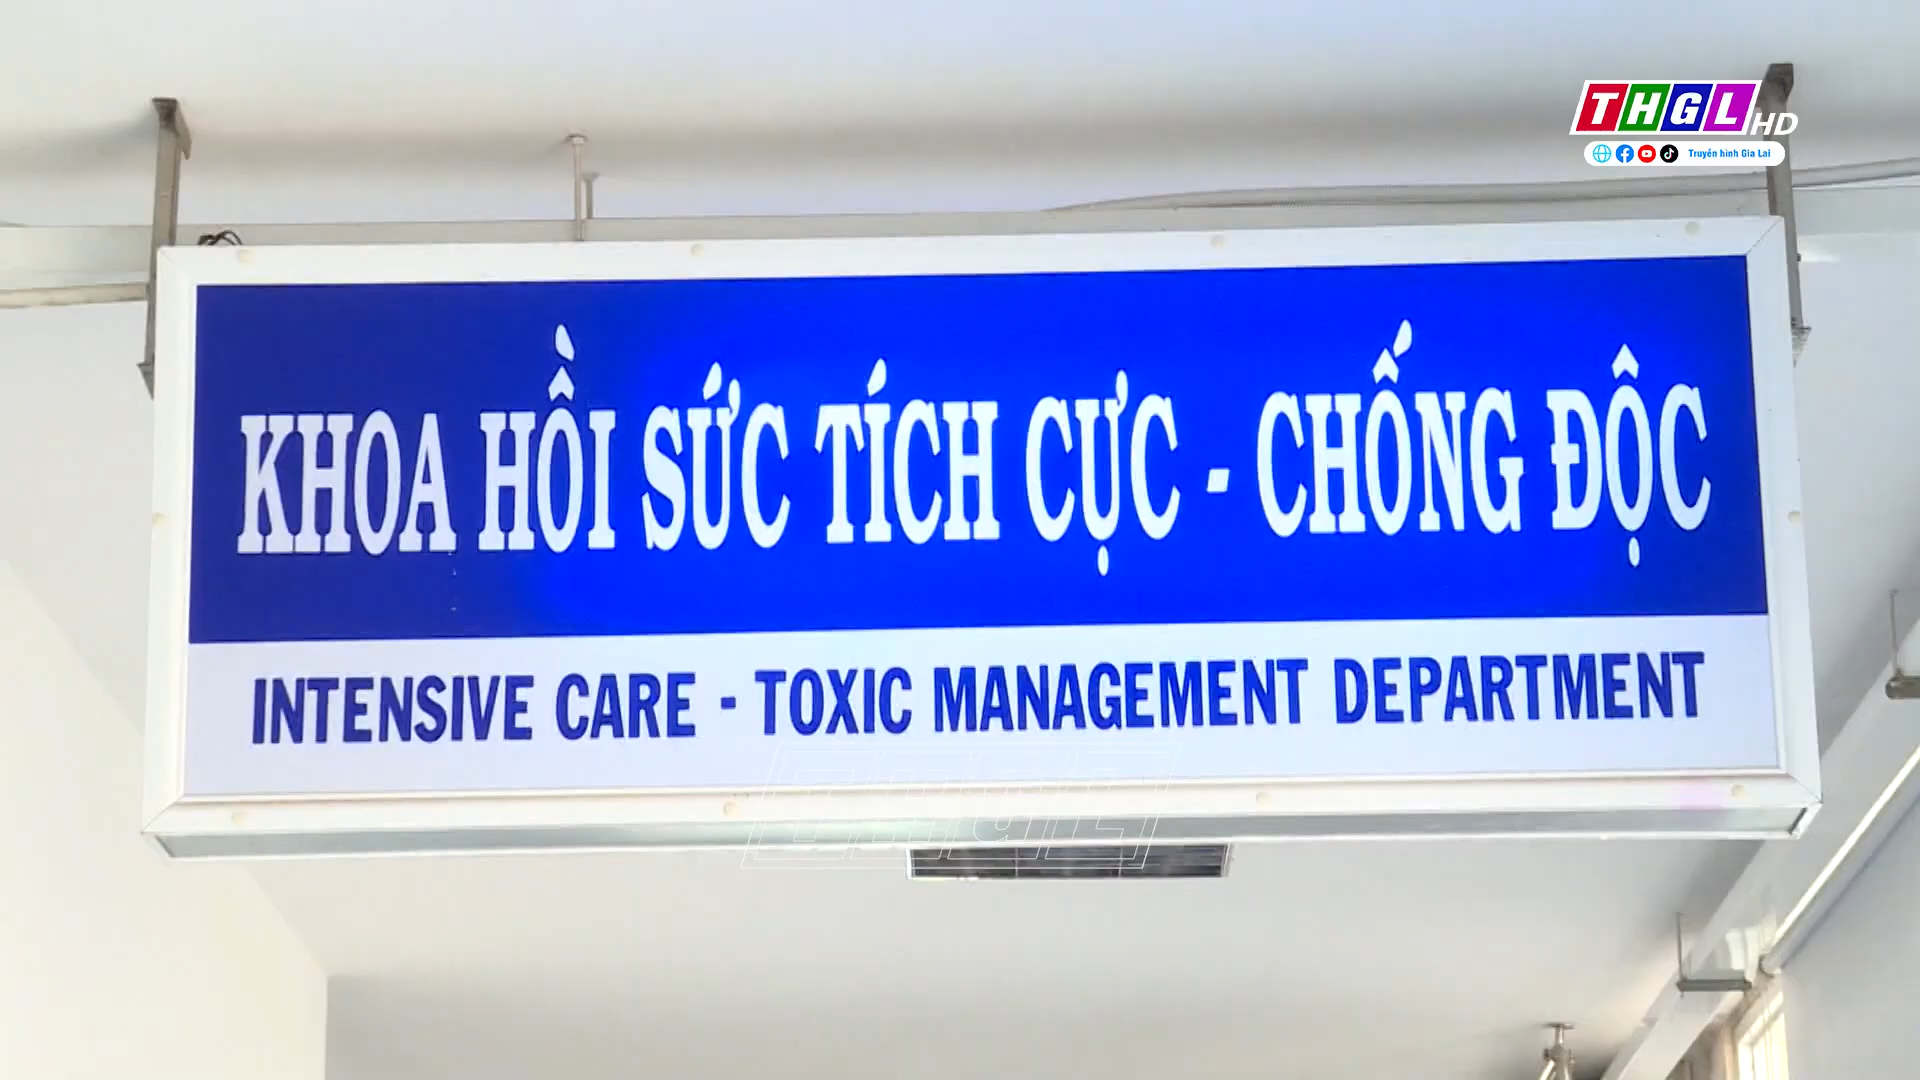 THGL HD
Truyền hình Gia Lai
KHOA HỒI SỨC TÍCH CỰC - CHỐNG ĐỘC
INTENSIVE CARE - TOXIC MANAGEMENT DEPARTMENT